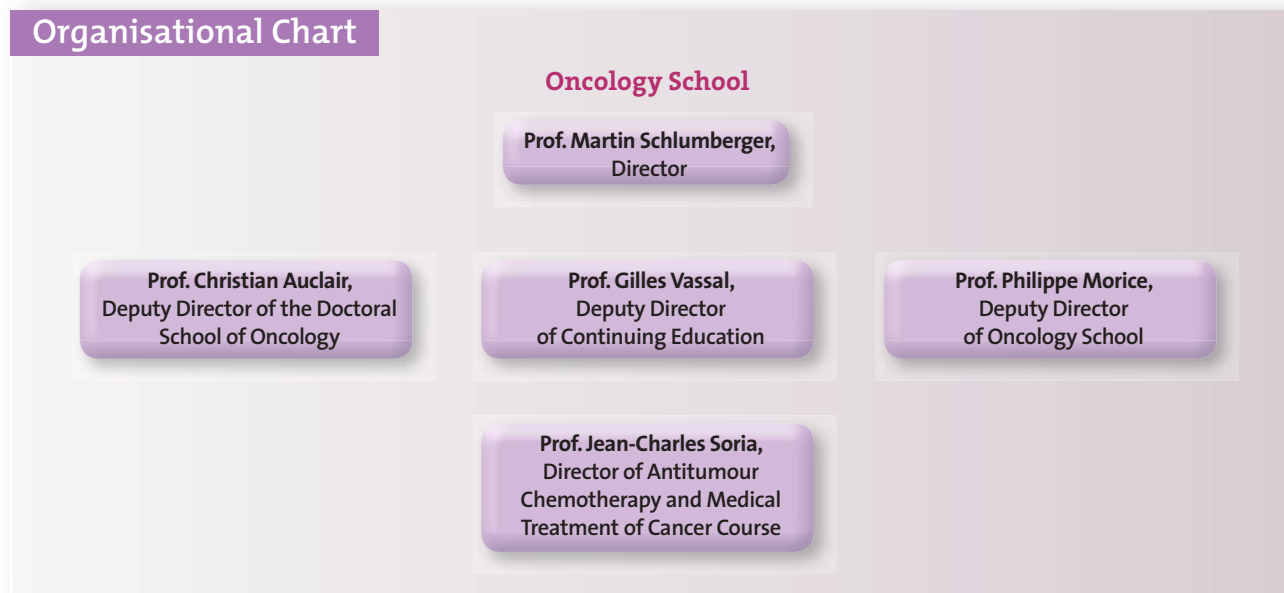 Organisational Chart
Oncology School
Prof. Martin Schlumberger,
Director
Prof. Christian Auclair,
Deputy Director of the Doctoral
School of Oncology
Prof. Gilles Vassal,
Deputy Director
of Continuing Education
Prof. Philippe Morice,
Deputy Director
of Oncology School
Prof. Jean-Charles Soria,
Director of Antitumour
Chemotherapy and Medical
Treatment of Cancer Course